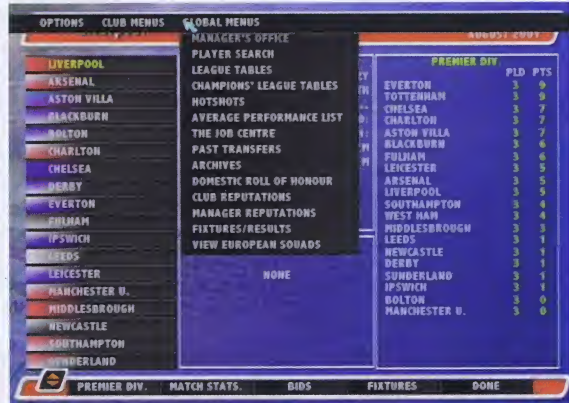 OPTIONS CLUB MENUS GLOBAL MENUS
AUGUST 2001
MANAGER'S OFFICE
PLAYER SEARCH
LEAGUE TABLES
CHAMPIONS' LEAGUE TABLES
HOTSHOTS
AVERAGE PERFORMANCE LIST
THE JOB CENTRE
PAST TRANSFERS
ARCHIVES
DOMESTIC ROLL OF HONOUR
CLUB REPUTATIONS
MANAGER REPUTATIONS
FIXTURES/RESULTS
VIEW EUROPEAN SQUADS
LIVERPOOL
ARSENAL
ASTON VILLA
BLACKBURN
BOLTON
CHARLTON
CHELSEA
DERBY
EVERTON
FULHAM
IPSWICH
LEEDS
LEICESTER
MANCHESTER U.
MIDDLESBROUGH
NEWCASTLE
SOUTHAMPTON
SUNDERLAND
NONE
PREMIER DIV.
PLD PTS
EVERTON 3 9
TOTTENHAM 3 9
CHELSEA 3 7
CHARLTON 3 7
ASTON VILLA 3 7
BLACKBURN 3 6
FULHAM 3 6
LEICESTER 3 5
ARSENAL 3 5
LIVERPOOL 3 5
SOUTHAMPTON 3 4
WEST HAM 3 4
MIDDLESBROUGH 3 3
LEEDS 3 1
NEWCASTLE 3 1
DERBY 3 1
SUNDERLAND 3 1
IPSWICH 3 1
BOLTON 3 0
MANCHESTER U. 3 0
PREMIER DIV. MATCH STATS. BIDS FIXTURES DONE